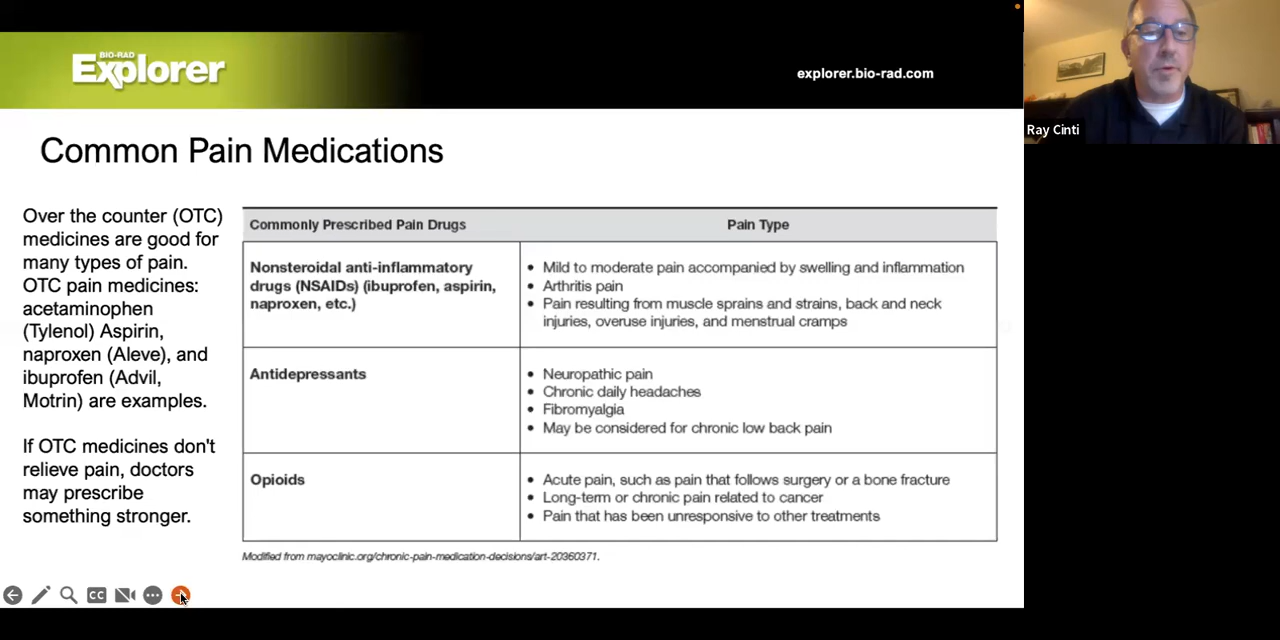 BIO-RAD
Explorer
explorer.bio-rad.com
Ray Cinti
Common Pain Medications
Over the counter (OTC)
medicines are good for
many types of pain.
OTC pain medicines:
acetaminophen
(Tylenol) Aspirin,
naproxen (Aleve), and
ibuprofen (Advil,
Motrin) are examples.
If OTC medicines don't
relieve pain, doctors
may prescribe
something stronger.
Commonly Prescribed Pain Drugs
Pain Type
Nonsteroidal anti-inflammatory
drugs (NSAIDs) (ibuprofen, aspirin,
naproxen, etc.)
• Mild to moderate pain accompanied by swelling and inflammation
• Arthritis pain
• Pain resulting from muscle sprains and strains, back and neck
injuries, overuse injuries, and menstrual cramps
Antidepressants
• Neuropathic pain
• Chronic daily headaches
• Fibromyalgia
• May be considered for chronic low back pain
Opioids
• Acute pain, such as pain that follows surgery or a bone fracture
• Long-term or chronic pain related to cancer
• Pain that has been unresponsive to other treatments
Modified from mayoclinic.org/chronic-pain-medication-decisions/art-20360371.
CC